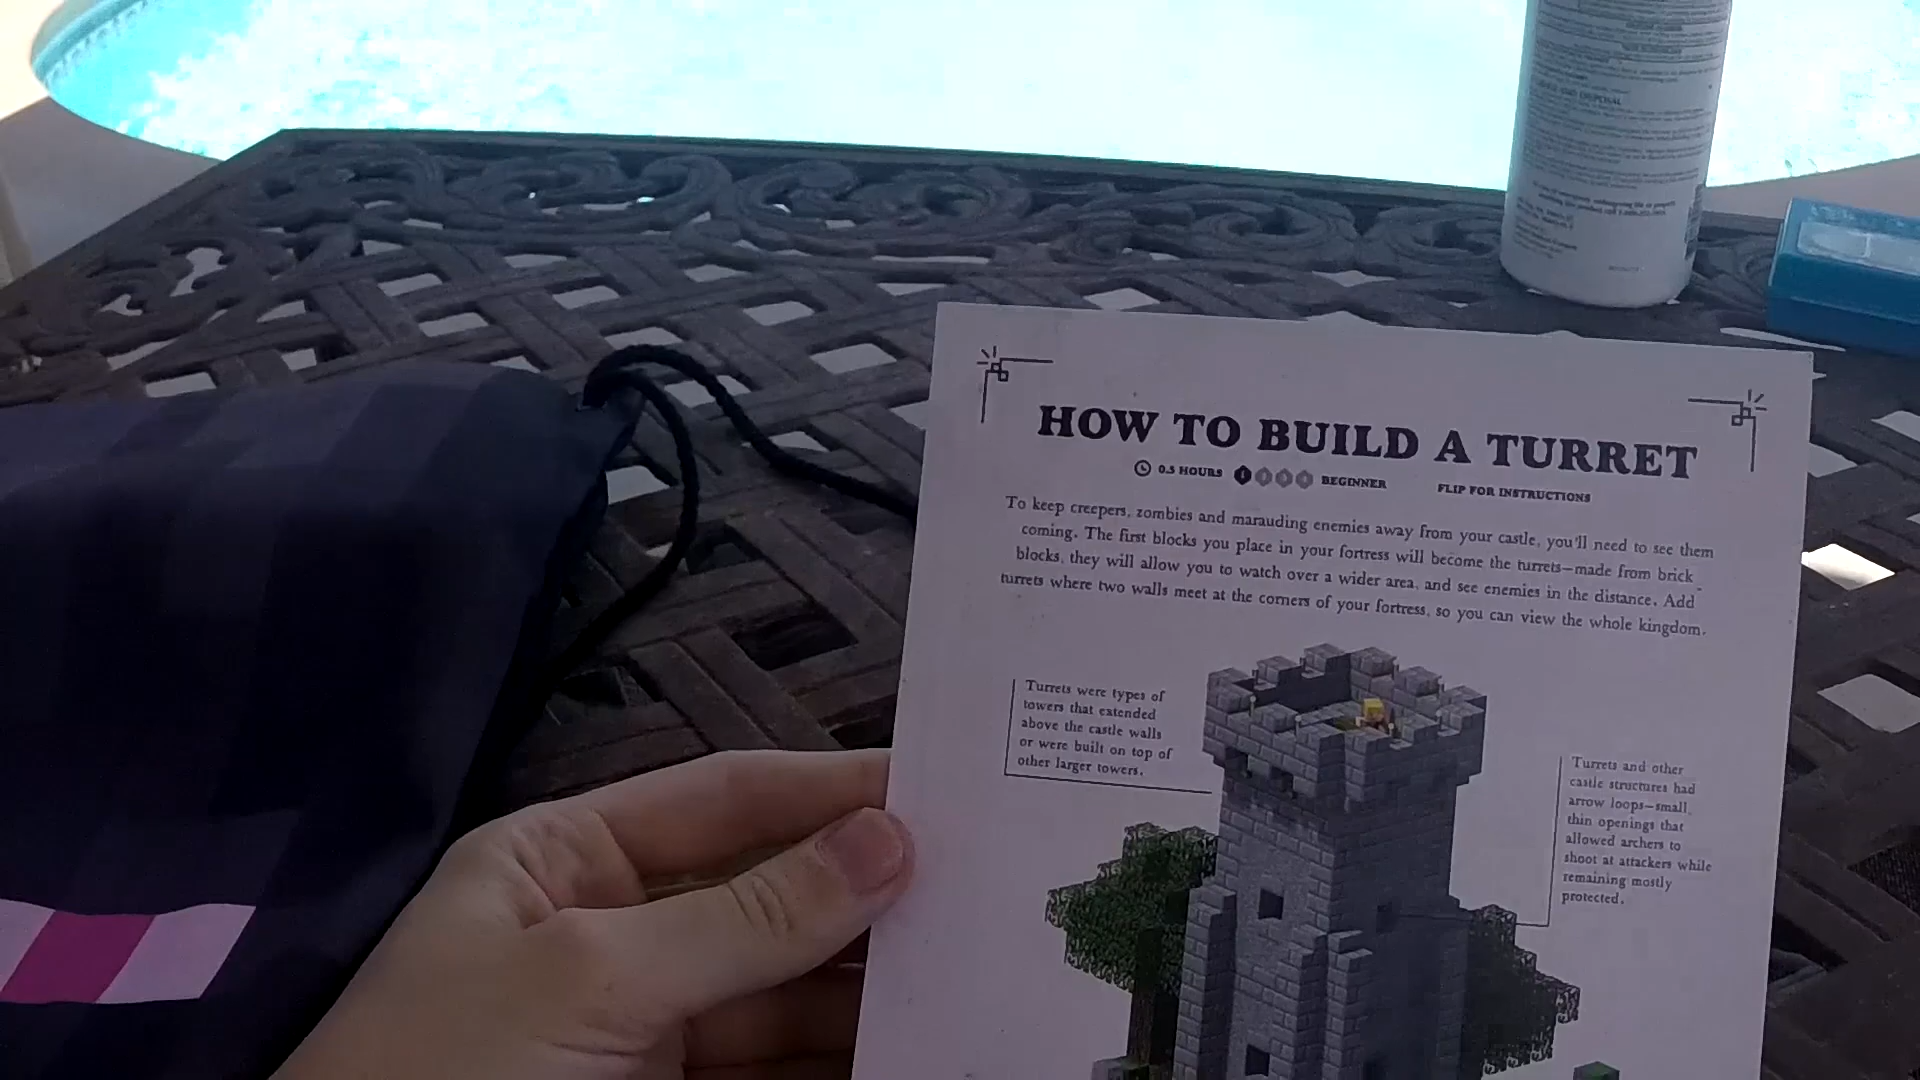 HOW TO BUILD A TURRET
0.5 HOURS BEGINNER FLIP FOR INSTRUCTIONS
To keep creepers, zombies and marauding enemies away from your castle, you'll need to see them
coming. The first blocks you place in your fortress will become the turrets—made from brick
blocks, they will allow you to watch over a wider area, and see enemies in the distance. Add
turrets where two walls meet at the corners of your fortress, so you can view the whole kingdom.
Turrets were types of
towers that extended
above the castle walls
or were built on top of
other larger towers.
Turrets and other
castle structures had
arrow loops—small,
thin openings that
allowed archers to
shoot at attackers while
remaining mostly
protected.
AND DISPOSAL